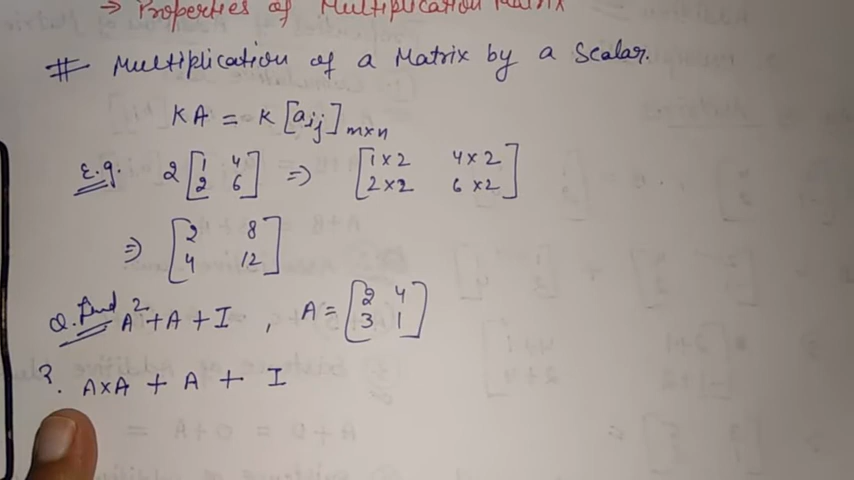 → Properties of Multiplication Matrix
# Multiplication of a Matrix by a Scalar.
KA = K [aij]m×n
E.g. 2 [1 4 ⇒ [1×2 4×2
2 6] 2×2 6×2]
⇒ [2 8
4 12]
Q. Find A²+A+I , A = [2 4
3 1]
?. A×A + A + I